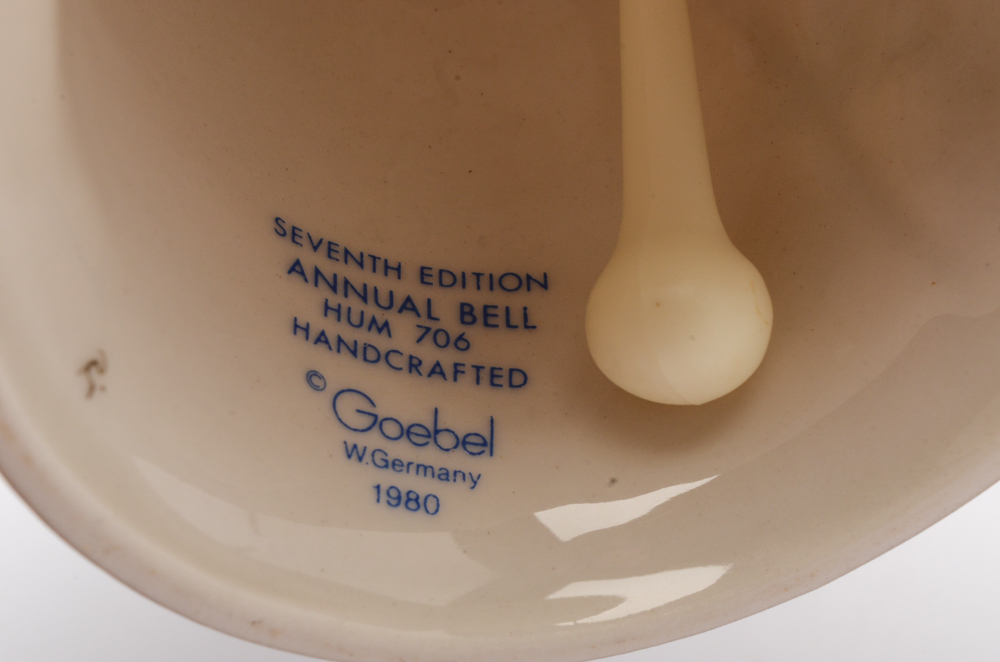 SEVENTH EDITION
ANNUAL BELL
HUM 706
HANDCRAFTED
© Goebel
W.Germany
1980